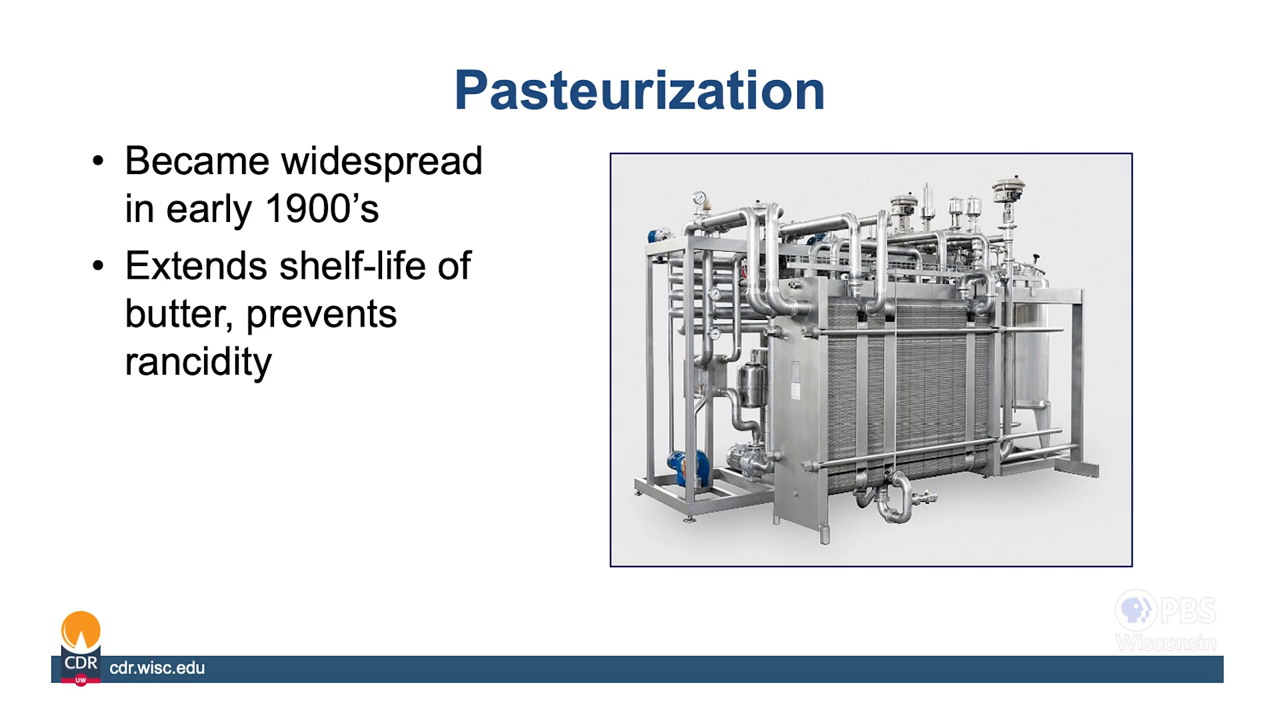 Pasteurization
• Became widespread
in early 1900’s
• Extends shelf-life of
butter, prevents
rancidity
PBS
Wisconsin
CDR
UW
cdr.wisc.edu